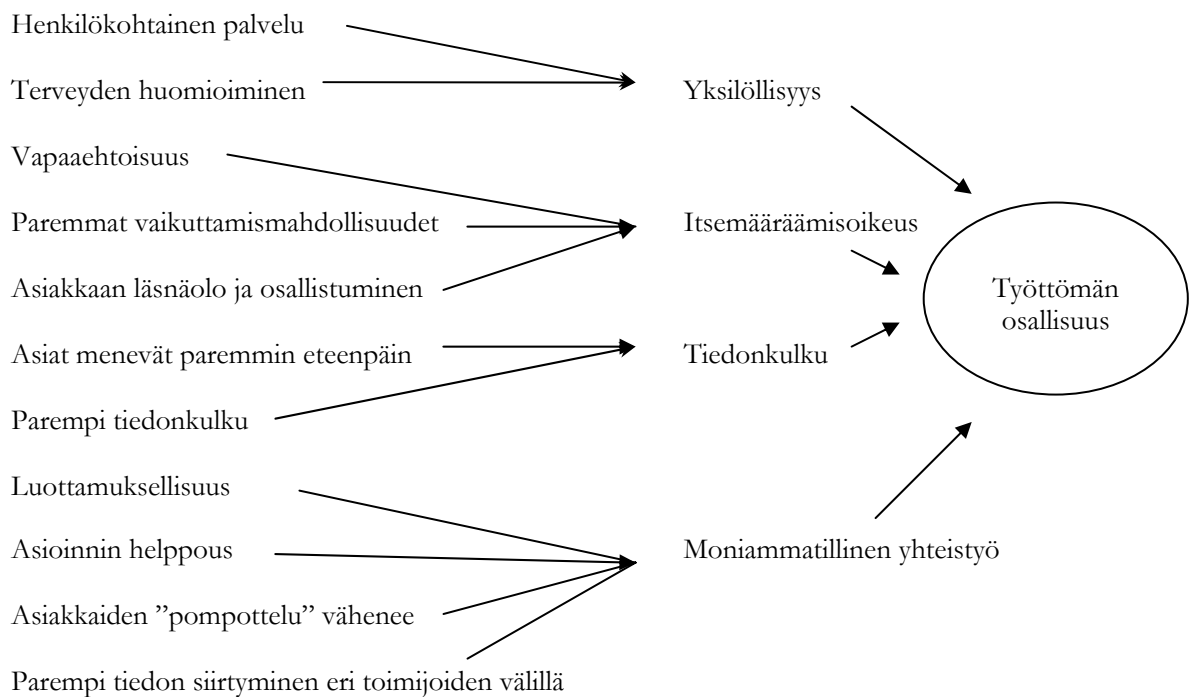 Henkilökohtainen palvelu
Terveyden huomioiminen
Yksilöllisyys
Vapaaehtoisuus
Paremmat vaikuttamismahdollisuudet
Itsemääräämisoikeus
Asiakkaan läsnäolo ja osallistuminen
Työttömän
osallisuus
Asiat menevät paremmin eteenpäin
Tiedonkulku
Parempi tiedonkulku
Luottamuksellisuus
Asioinnin helppous
Moniammatillinen yhteistyö
Asiakkaiden ”pompottelu” vähenee
Parempi tiedon siirtyminen eri toimijoiden välillä